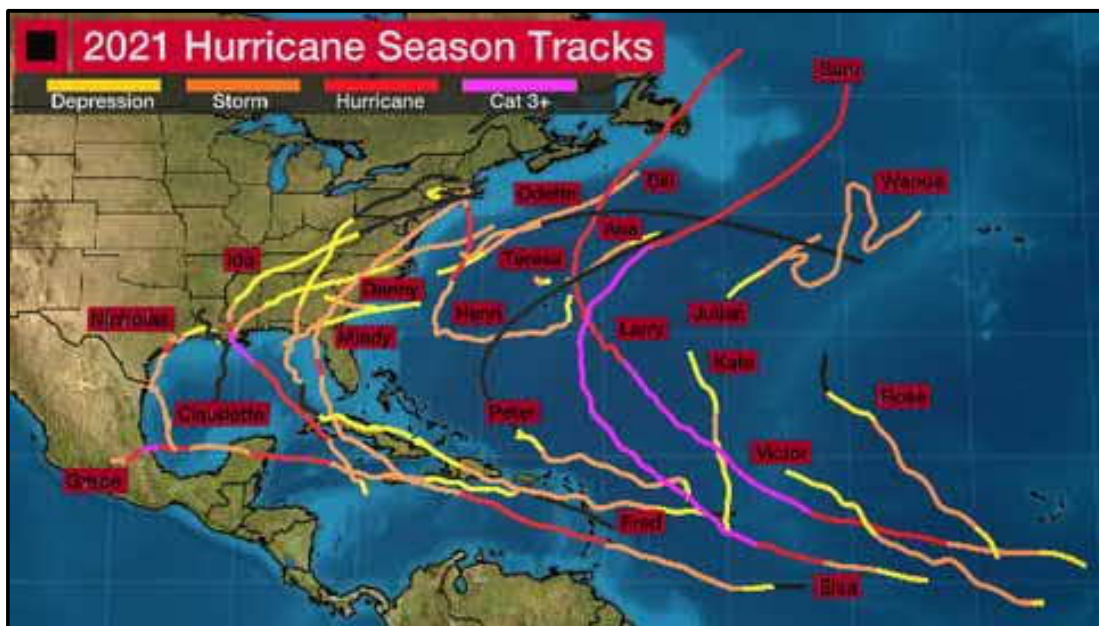 2021 Hurricane Season Tracks
Depression Storm Hurricane Cat 3+
Sam
Wanda
Odette
Ana
Ida
Teresa
Danny
Julian
Henri
Nicholas
Mindy
Larry
Kate
Rose
Claudette
Peter
Victor
Grace
Fred
Elsa